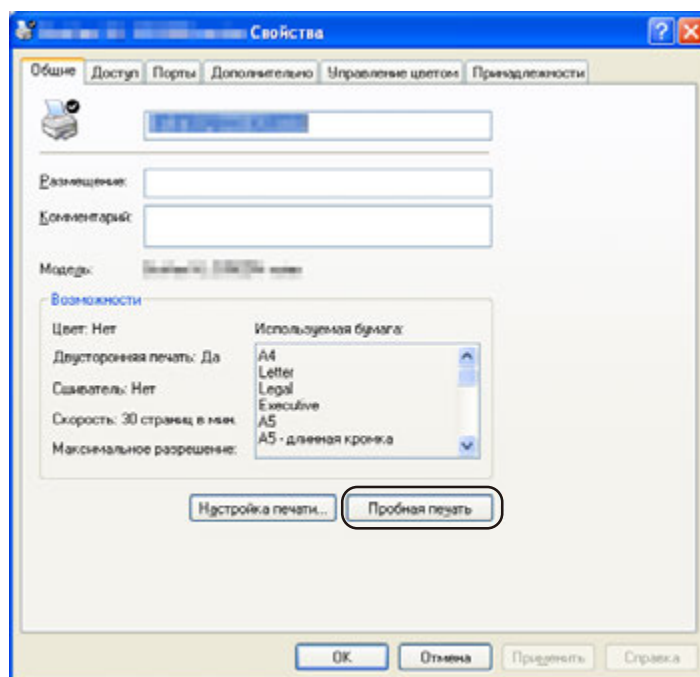 Свойства
Общие Доступ Порты Дополнительно Управление цветом Принадлежности
Размещение:
Комментарий:
Модель:
Возможности
Цвет: Нет Используемая бумага:
Двусторонняя печать: Да A4
Letter
Сшиватель: Нет Legal
Executive
Скорость: 30 страниц в мин A5
A5 - длинная кромка
Максимальное разрешение:
Настройка печати... Пробная печать
OK Отмена Применить Справка